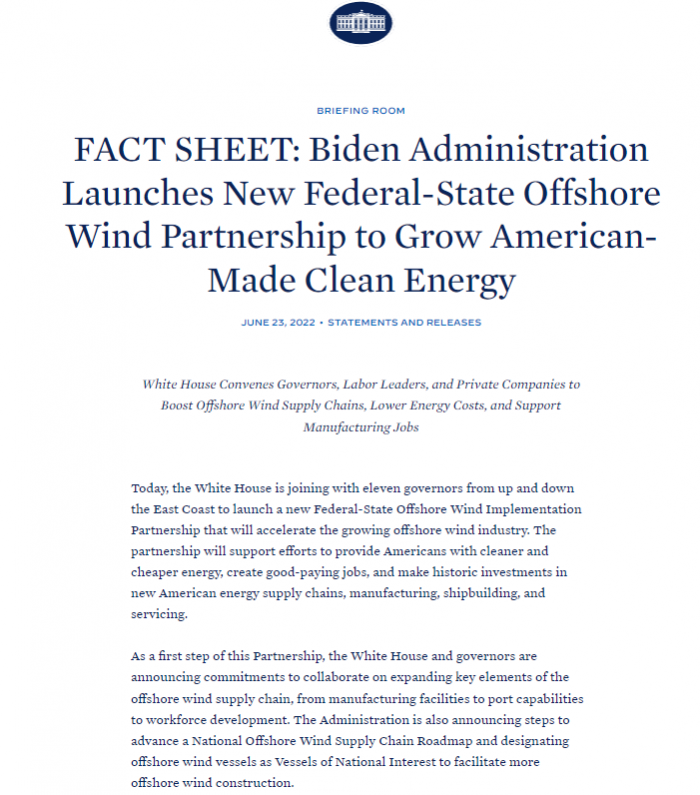 BRIEFING ROOM
FACT SHEET: Biden Administration
Launches New Federal-State Offshore
Wind Partnership to Grow American-
Made Clean Energy
JUNE 23, 2022 • STATEMENTS AND RELEASES
White House Convenes Governors, Labor Leaders, and Private Companies to
Boost Offshore Wind Supply Chains, Lower Energy Costs, and Support
Manufacturing Jobs
Today, the White House is joining with eleven governors from up and down
the East Coast to launch a new Federal-State Offshore Wind Implementation
Partnership that will accelerate the growing offshore wind industry. The
partnership will support efforts to provide Americans with cleaner and
cheaper energy, create good-paying jobs, and make historic investments in
new American energy supply chains, manufacturing, shipbuilding, and
servicing.
As a first step of this Partnership, the White House and governors are
announcing commitments to collaborate on expanding key elements of the
offshore wind supply chain, from manufacturing facilities to port capabilities
to workforce development. The Administration is also announcing steps to
advance a National Offshore Wind Supply Chain Roadmap and designating
offshore wind vessels as Vessels of National Interest to facilitate more
offshore wind construction.